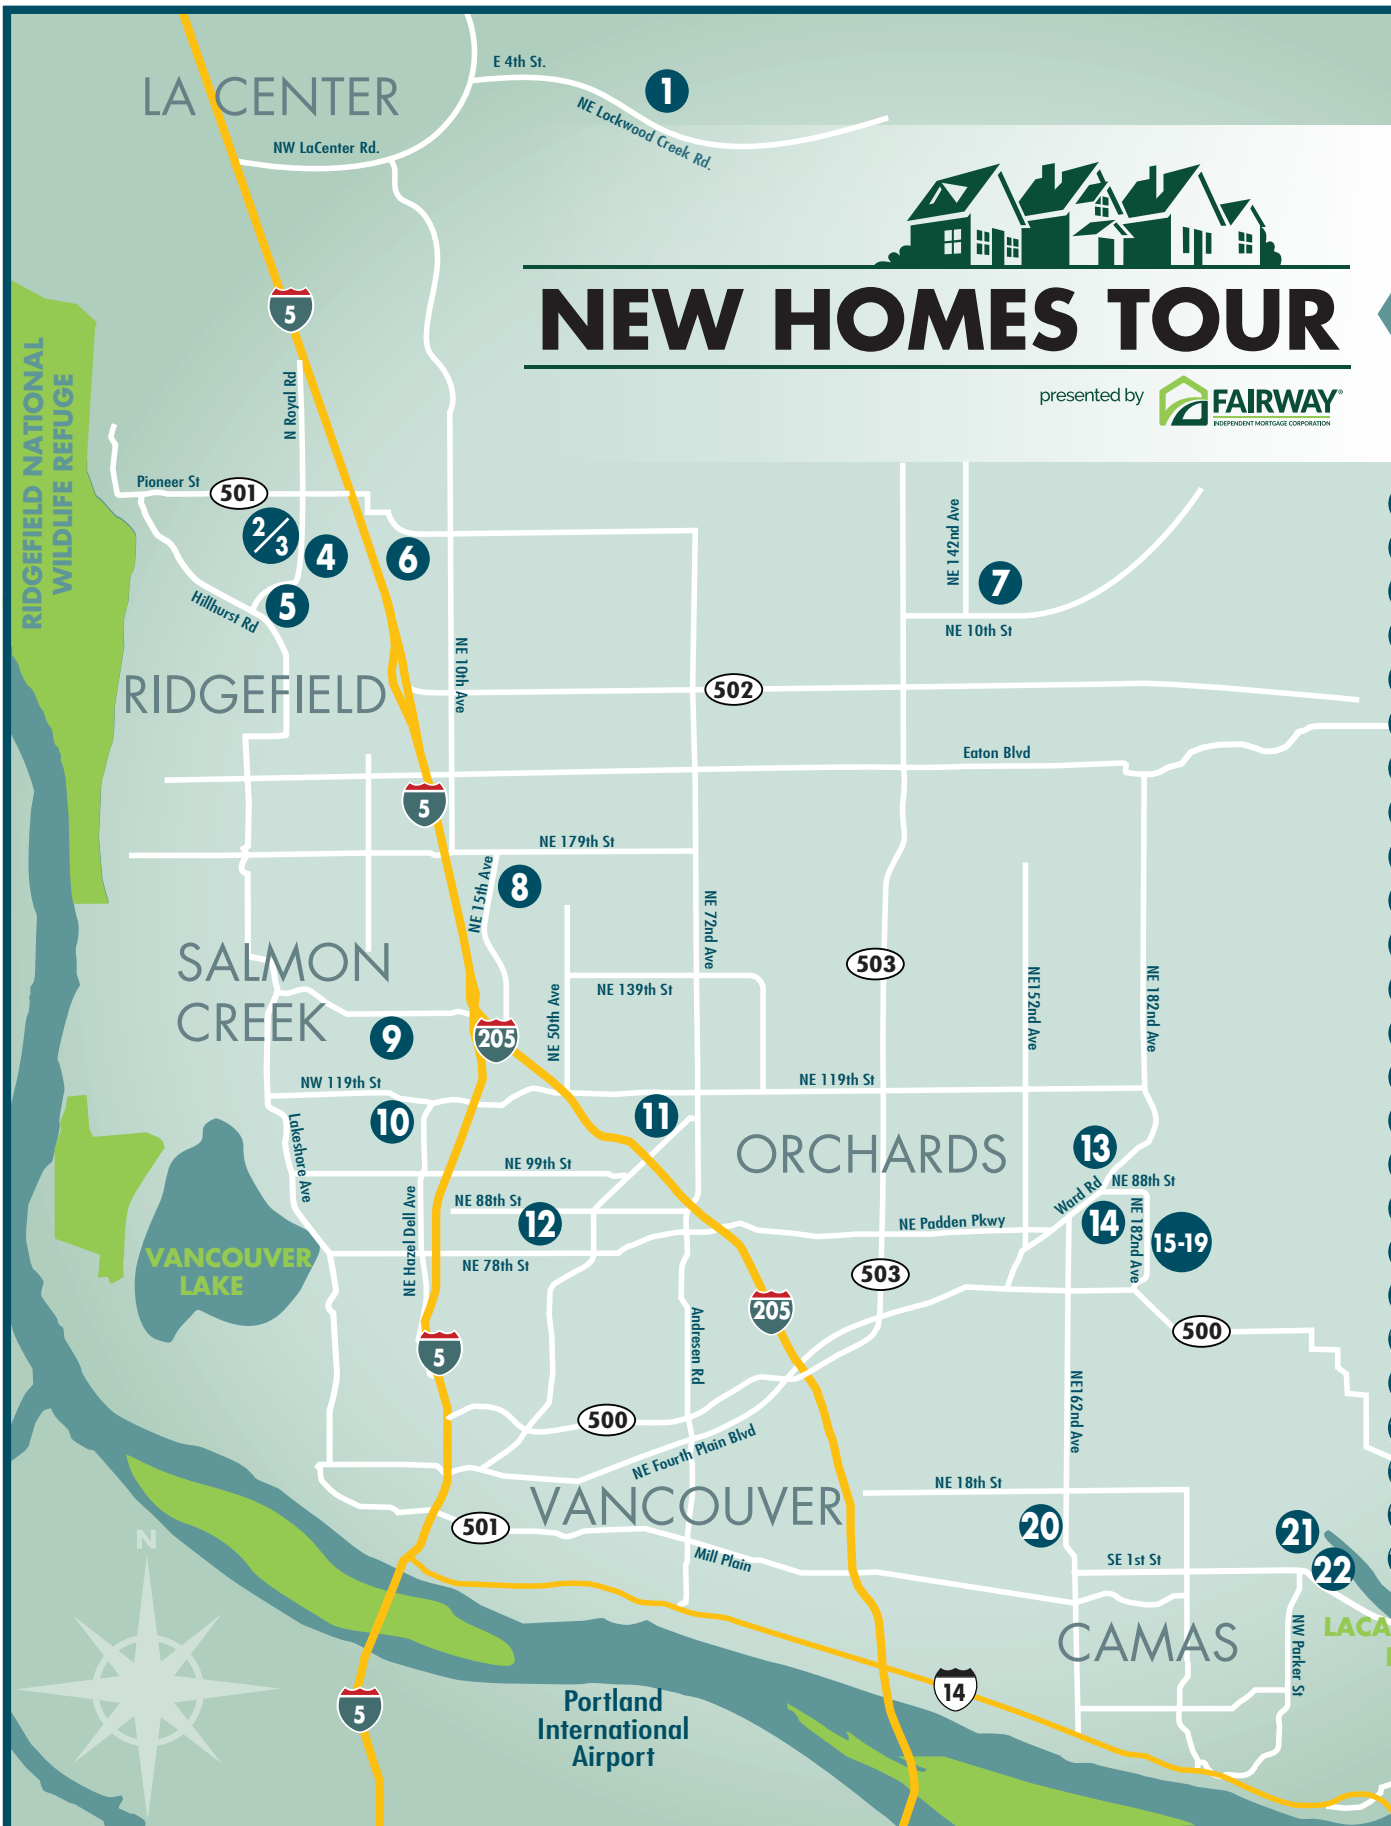 E 4th St.
1
LA CENTER
NE Lockwood Creek Rd.
NW LaCenter Rd.
NEW HOMES TOUR
presented by
FAIRWAY®
INDEPENDENT MORTGAGE CORPORATION
5
RIDGEFIELD NATIONAL
WILDLIFE REFUGE
N Royal Rd
Pioneer St
501
2/3
4
6
5
Hillhurst Rd
NE 142nd Ave
7
NE 10th St
RIDGEFIELD
NE 10th Ave
502
Eaton Blvd
5
NE 179th St
NE 15th Ave
8
NE 72nd Ave
SALMON
CREEK
503
NE 139th St
NE 50th Ave
NE152nd Ave
NE 182nd Ave
9
205
NW 119th St
NE 119th St
10
11
Lakeshore Ave
ORCHARDS
13
NE 99th St
NE 88th St
Ward Rd
NE 88th St
12
NE Padden Pkwy
14
NE 182nd Ave
15-19
NE Hazel Dell Ave
VANCOUVER
LAKE
NE 78th St
503
205
500
5
Andresen Rd
NE162nd Ave
500
NE Fourth Plain Blvd
NE 18th St
VANCOUVER
501
20
21
22
N
Mill Plain
SE 1st St
CAMAS
NW Parker St
LACA
14
5
Portland
International
Airport